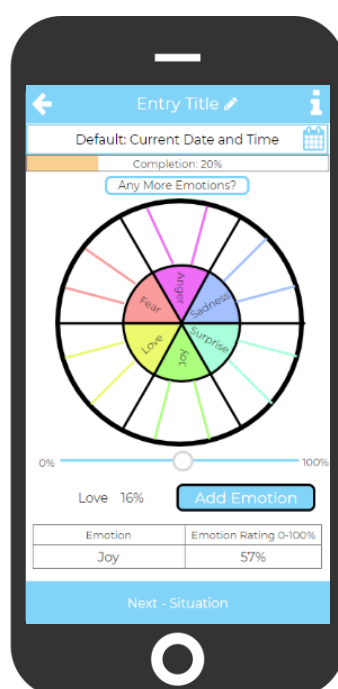 Entry Title
Default: Current Date and Time
Completion: 20%
Any More Emotions?
Anger
Sadness
Surprise
Joy
Love
Fear
0% 100%
Love 16% Add Emotion
Emotion Emotion Rating 0-100%
Joy 57%
Next - Situation